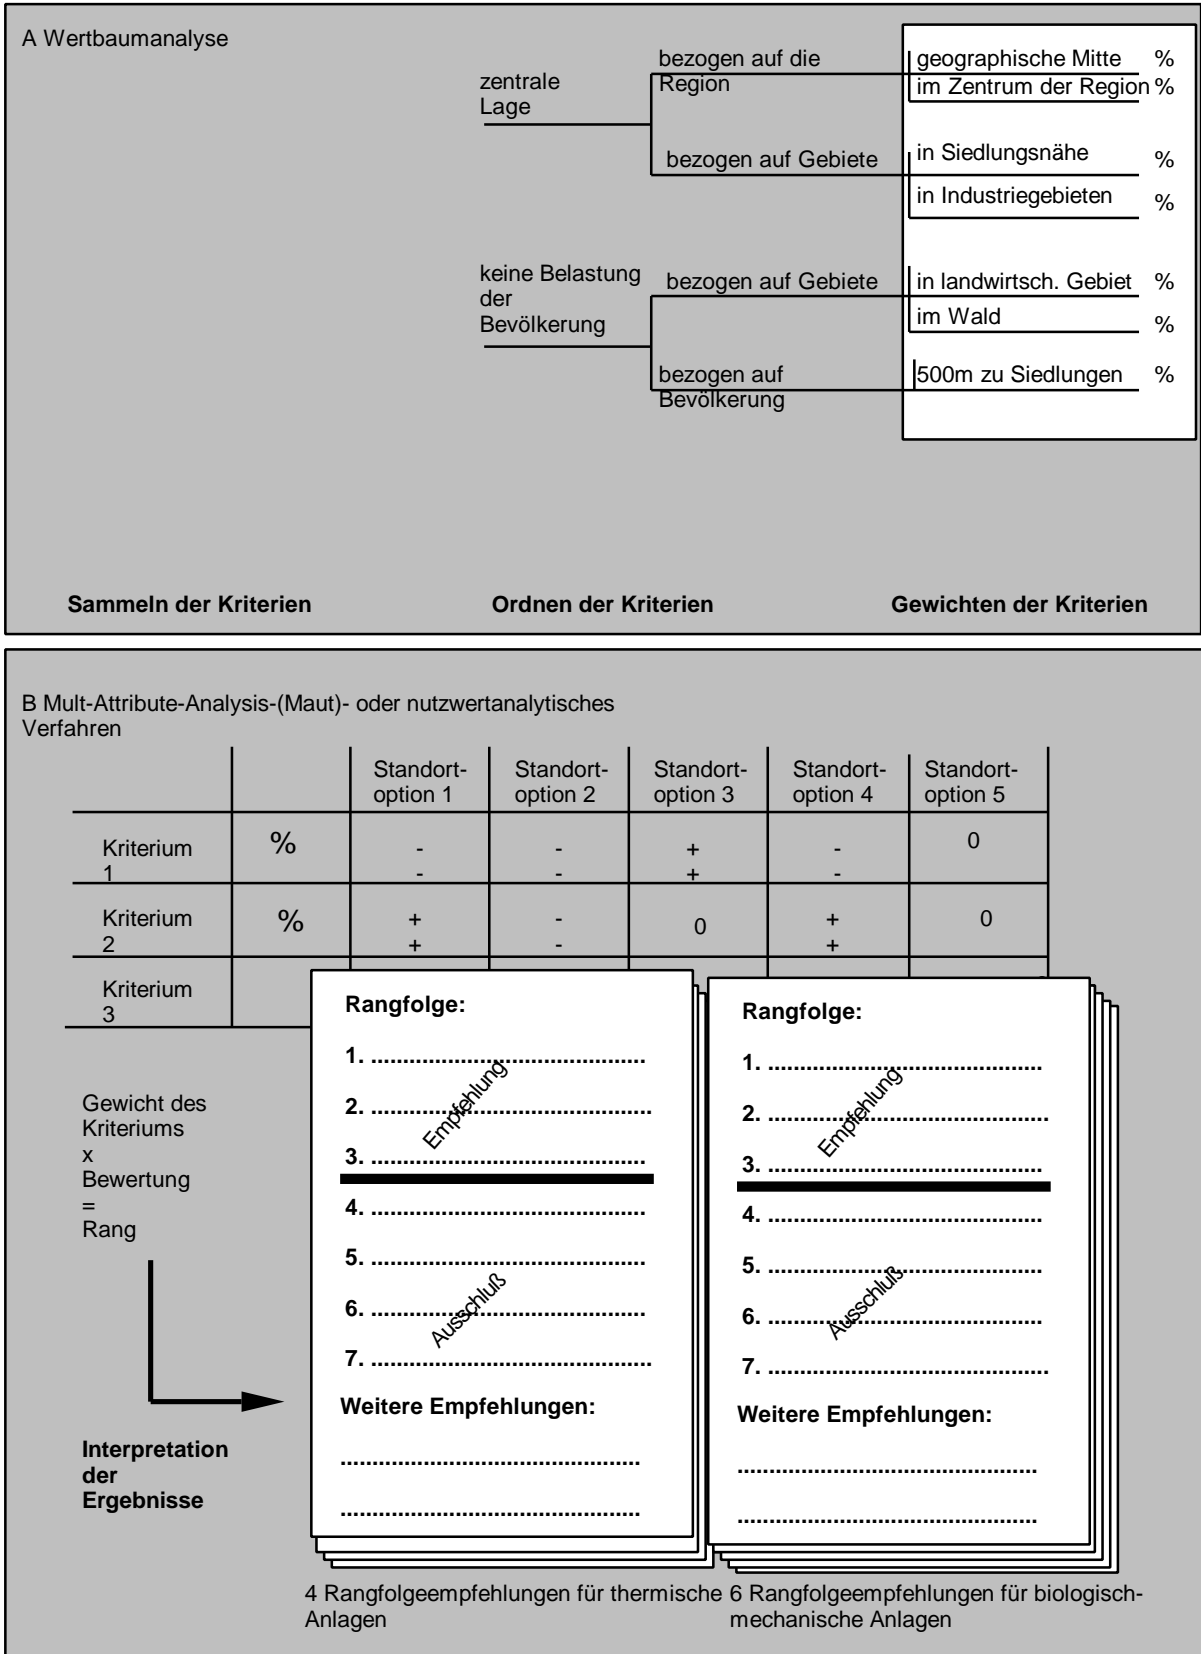 A Wertbaumanalyse
zentrale
Lage
bezogen auf die
Region
geographische Mitte %
im Zentrum der Region %
bezogen auf Gebiete
in Siedlungsnähe %
in Industriegebieten %
keine Belastung
der
Bevölkerung
bezogen auf Gebiete
in landwirtsch. Gebiet %
im Wald %
bezogen auf
Bevölkerung
500m zu Siedlungen %
Sammeln der Kriterien
Ordnen der Kriterien
Gewichten der Kriterien
B Mult-Attribute-Analysis-(Maut)- oder nutzwertanalytisches
Verfahren
Standort-
option 1
Standort-
option 2
Standort-
option 3
Standort-
option 4
Standort-
option 5
Kriterium % - - + - 0
1 - - + -
Kriterium % + - 0 + 0
2 + - +
Kriterium
3
Gewicht des
Kriteriums
x
Bewertung
=
Rang
Interpretation
der
Ergebnisse
Rangfolge:
1. ...........................................
2. ............................................
3. ...........................................
Empfehlung
4. ...........................................
5. ...........................................
6. ...........................................
7. ............................................
Ausschluß
Weitere Empfehlungen:
...............................................
...............................................
4 Rangfolgeempfehlungen für thermische
Anlagen
Rangfolge:
1. ...........................................
2. ............................................
3. ...........................................
Empfehlung
4. ...........................................
5. ...........................................
6. ...........................................
7. ............................................
Ausschluß
Weitere Empfehlungen:
...............................................
...............................................
6 Rangfolgeempfehlungen für biologisch-
mechanische Anlagen